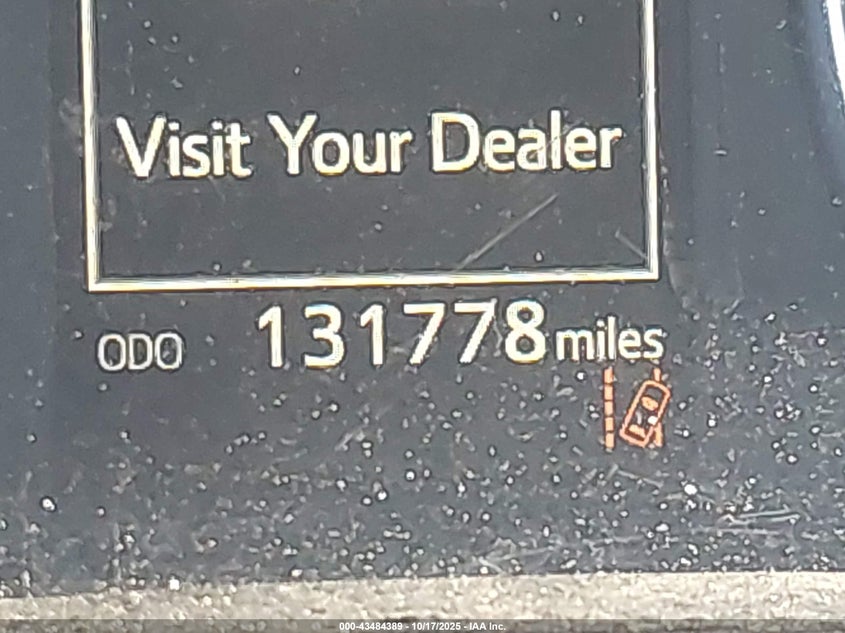 Visit Your Dealer
ODO 131778 miles
000-43484389 - 10/17/2025 - IAA Inc.